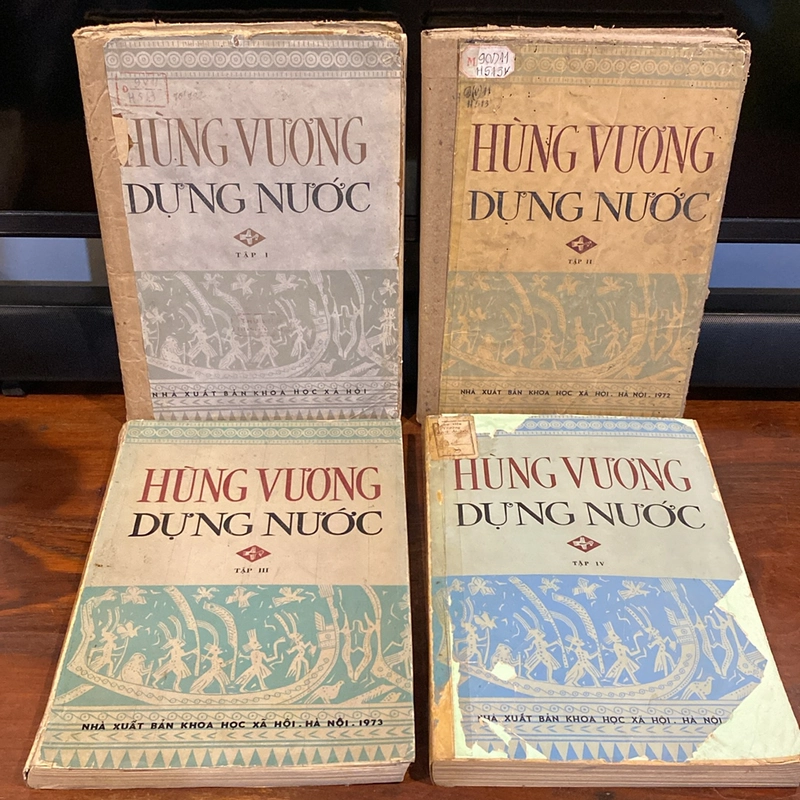 HÙNG VƯƠNG
DỰNG NƯỚC
TẬP I
NHÀ XUẤT BẢN KHOA HỌC XÃ HỘI
M
HÙNG VƯƠNG
DỰNG NƯỚC
TẬP II
NHÀ XUẤT BẢN KHOA HỌC XÃ HỘI . HÀ NỘI . 1972
HÙNG VƯƠNG
DỰNG NƯỚC
TẬP III
NHÀ XUẤT BẢN KHOA HỌC XÃ HỘI . HÀ NỘI . 1973
HÙNG VƯƠNG
DỰNG NƯỚC
TẬP IV
NHÀ XUẤT BẢN KHOA HỌC XÃ HỘI . HÀ NỘI